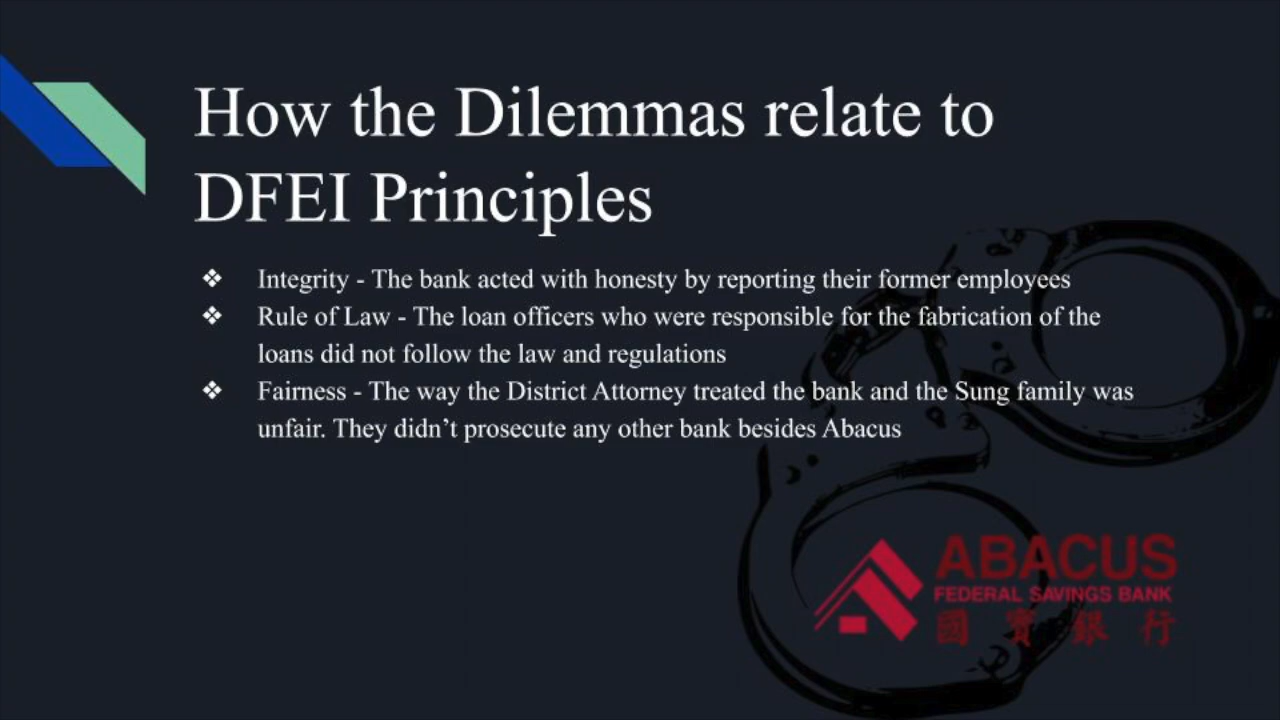 How the Dilemmas relate to
DFEI Principles
❖ Integrity - The bank acted with honesty by reporting their former employees
❖ Rule of Law - The loan officers who were responsible for the fabrication of the
loans did not follow the law and regulations
❖ Fairness - The way the District Attorney treated the bank and the Sung family was
unfair. They didn’t prosecute any other bank besides Abacus
ABACUS
FEDERAL SAVINGS BANK
國寶銀行